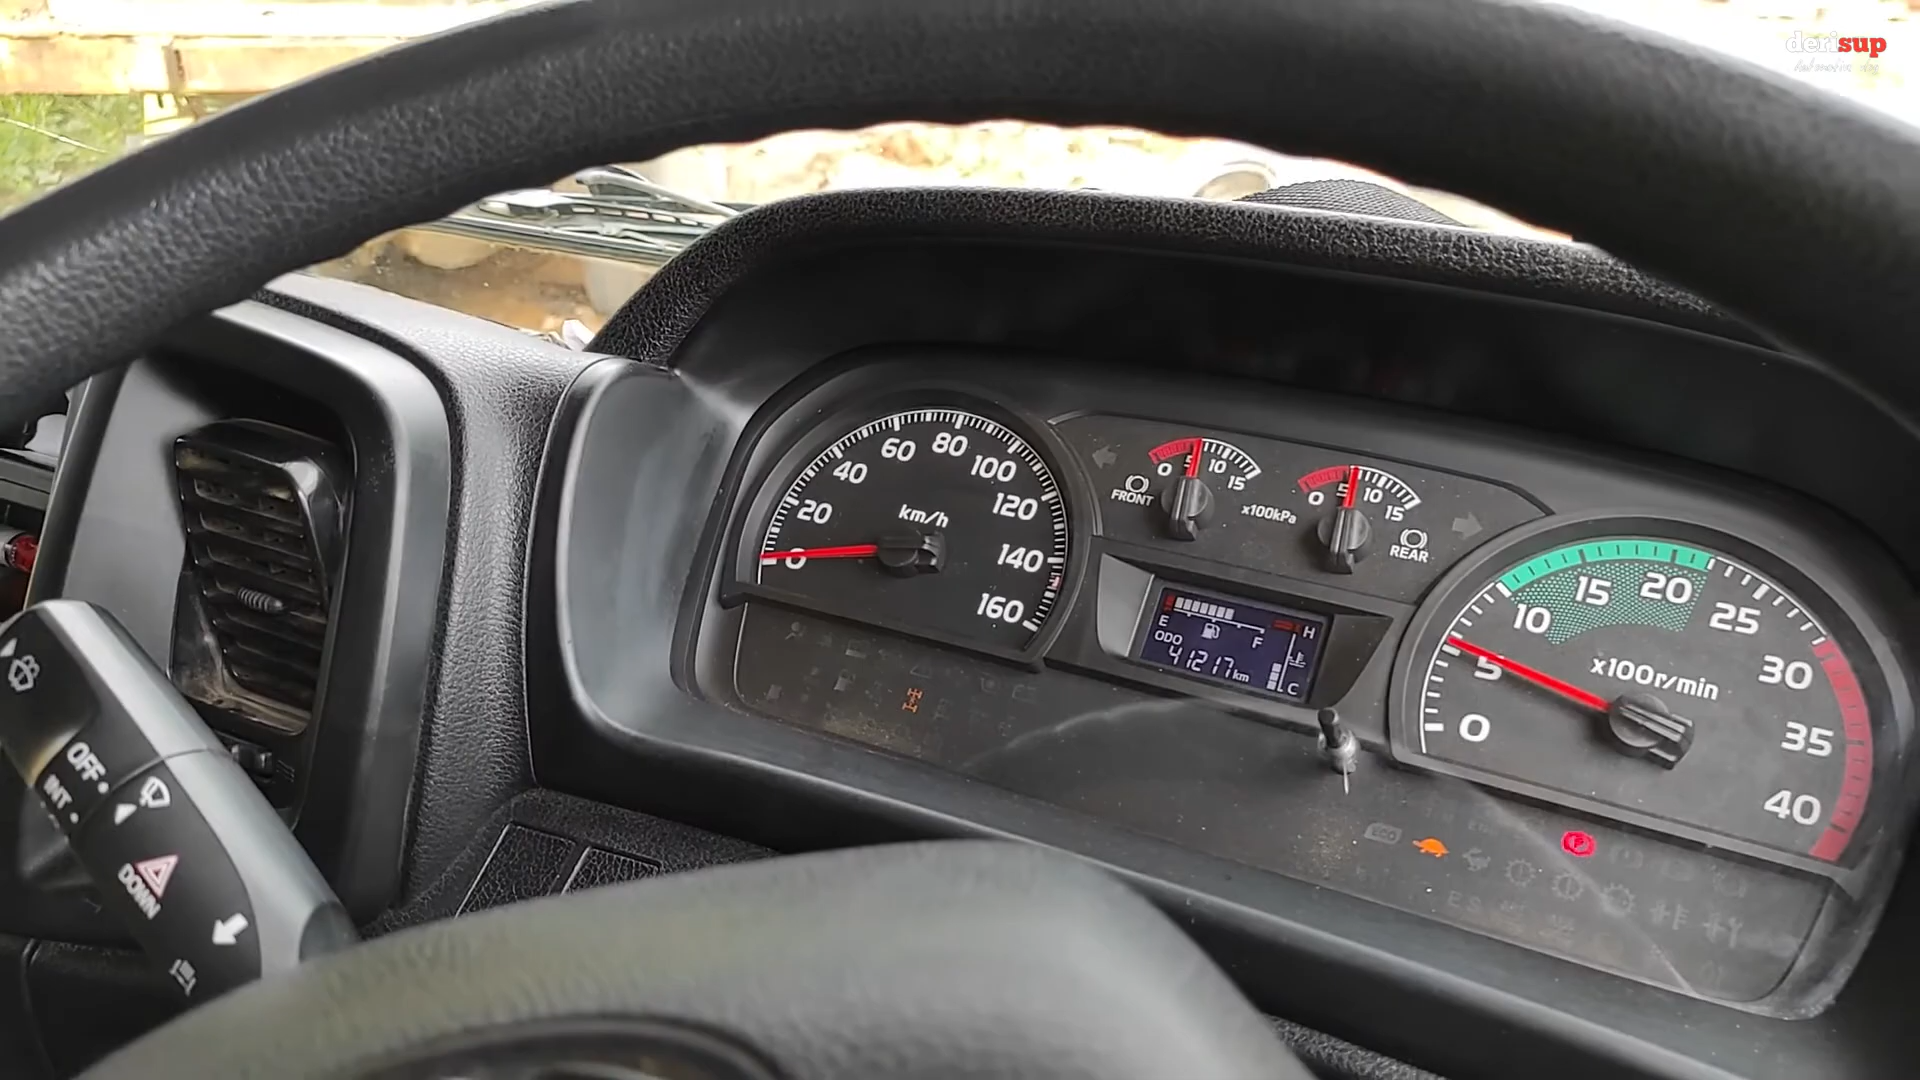 derisup
0
20
40
60
80
100
120
140
160
km/h
FRONT
0 5 10 15
x100kPa
0 5 10 15
REAR
E
F
H
C
ODO
41217km
0
5
10
15
20
25
30
35
40
x100r/min
ECO
E S
OFF
INT
DOWN